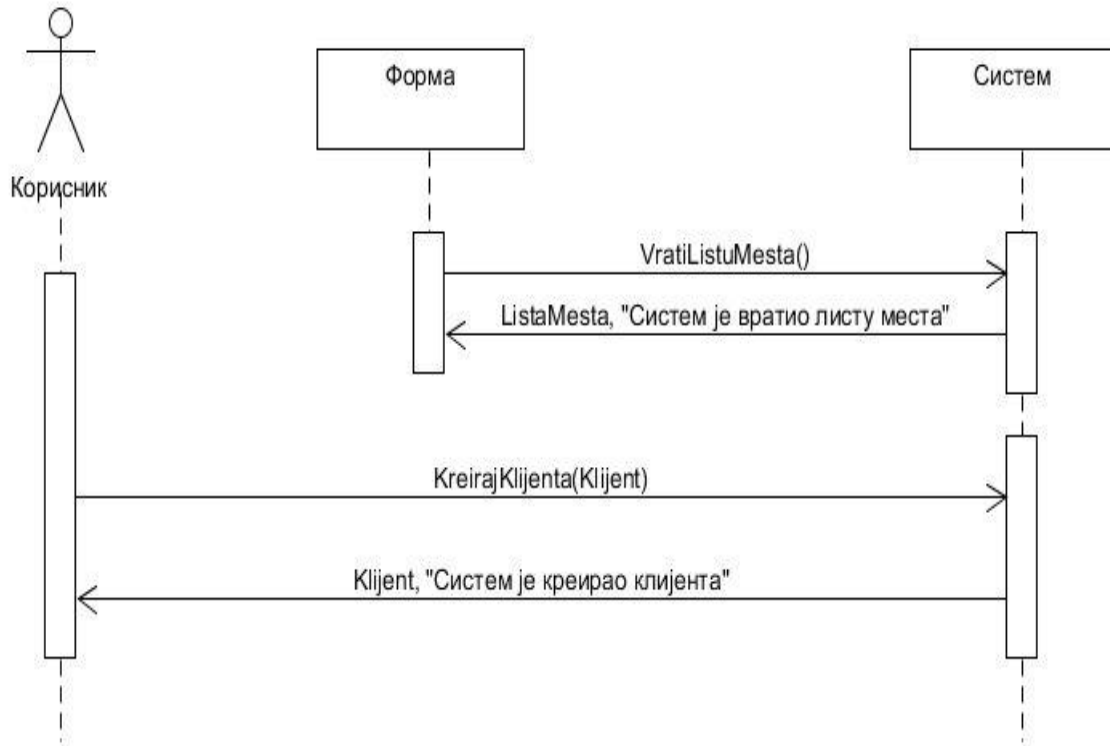 Форма
Систем
Корисник
VratiListuMesta()
ListaMesta, "Систем је вратио листу места"
KreirajKlijenta(Klijent)
Klijent, "Систем је креирао клијента"